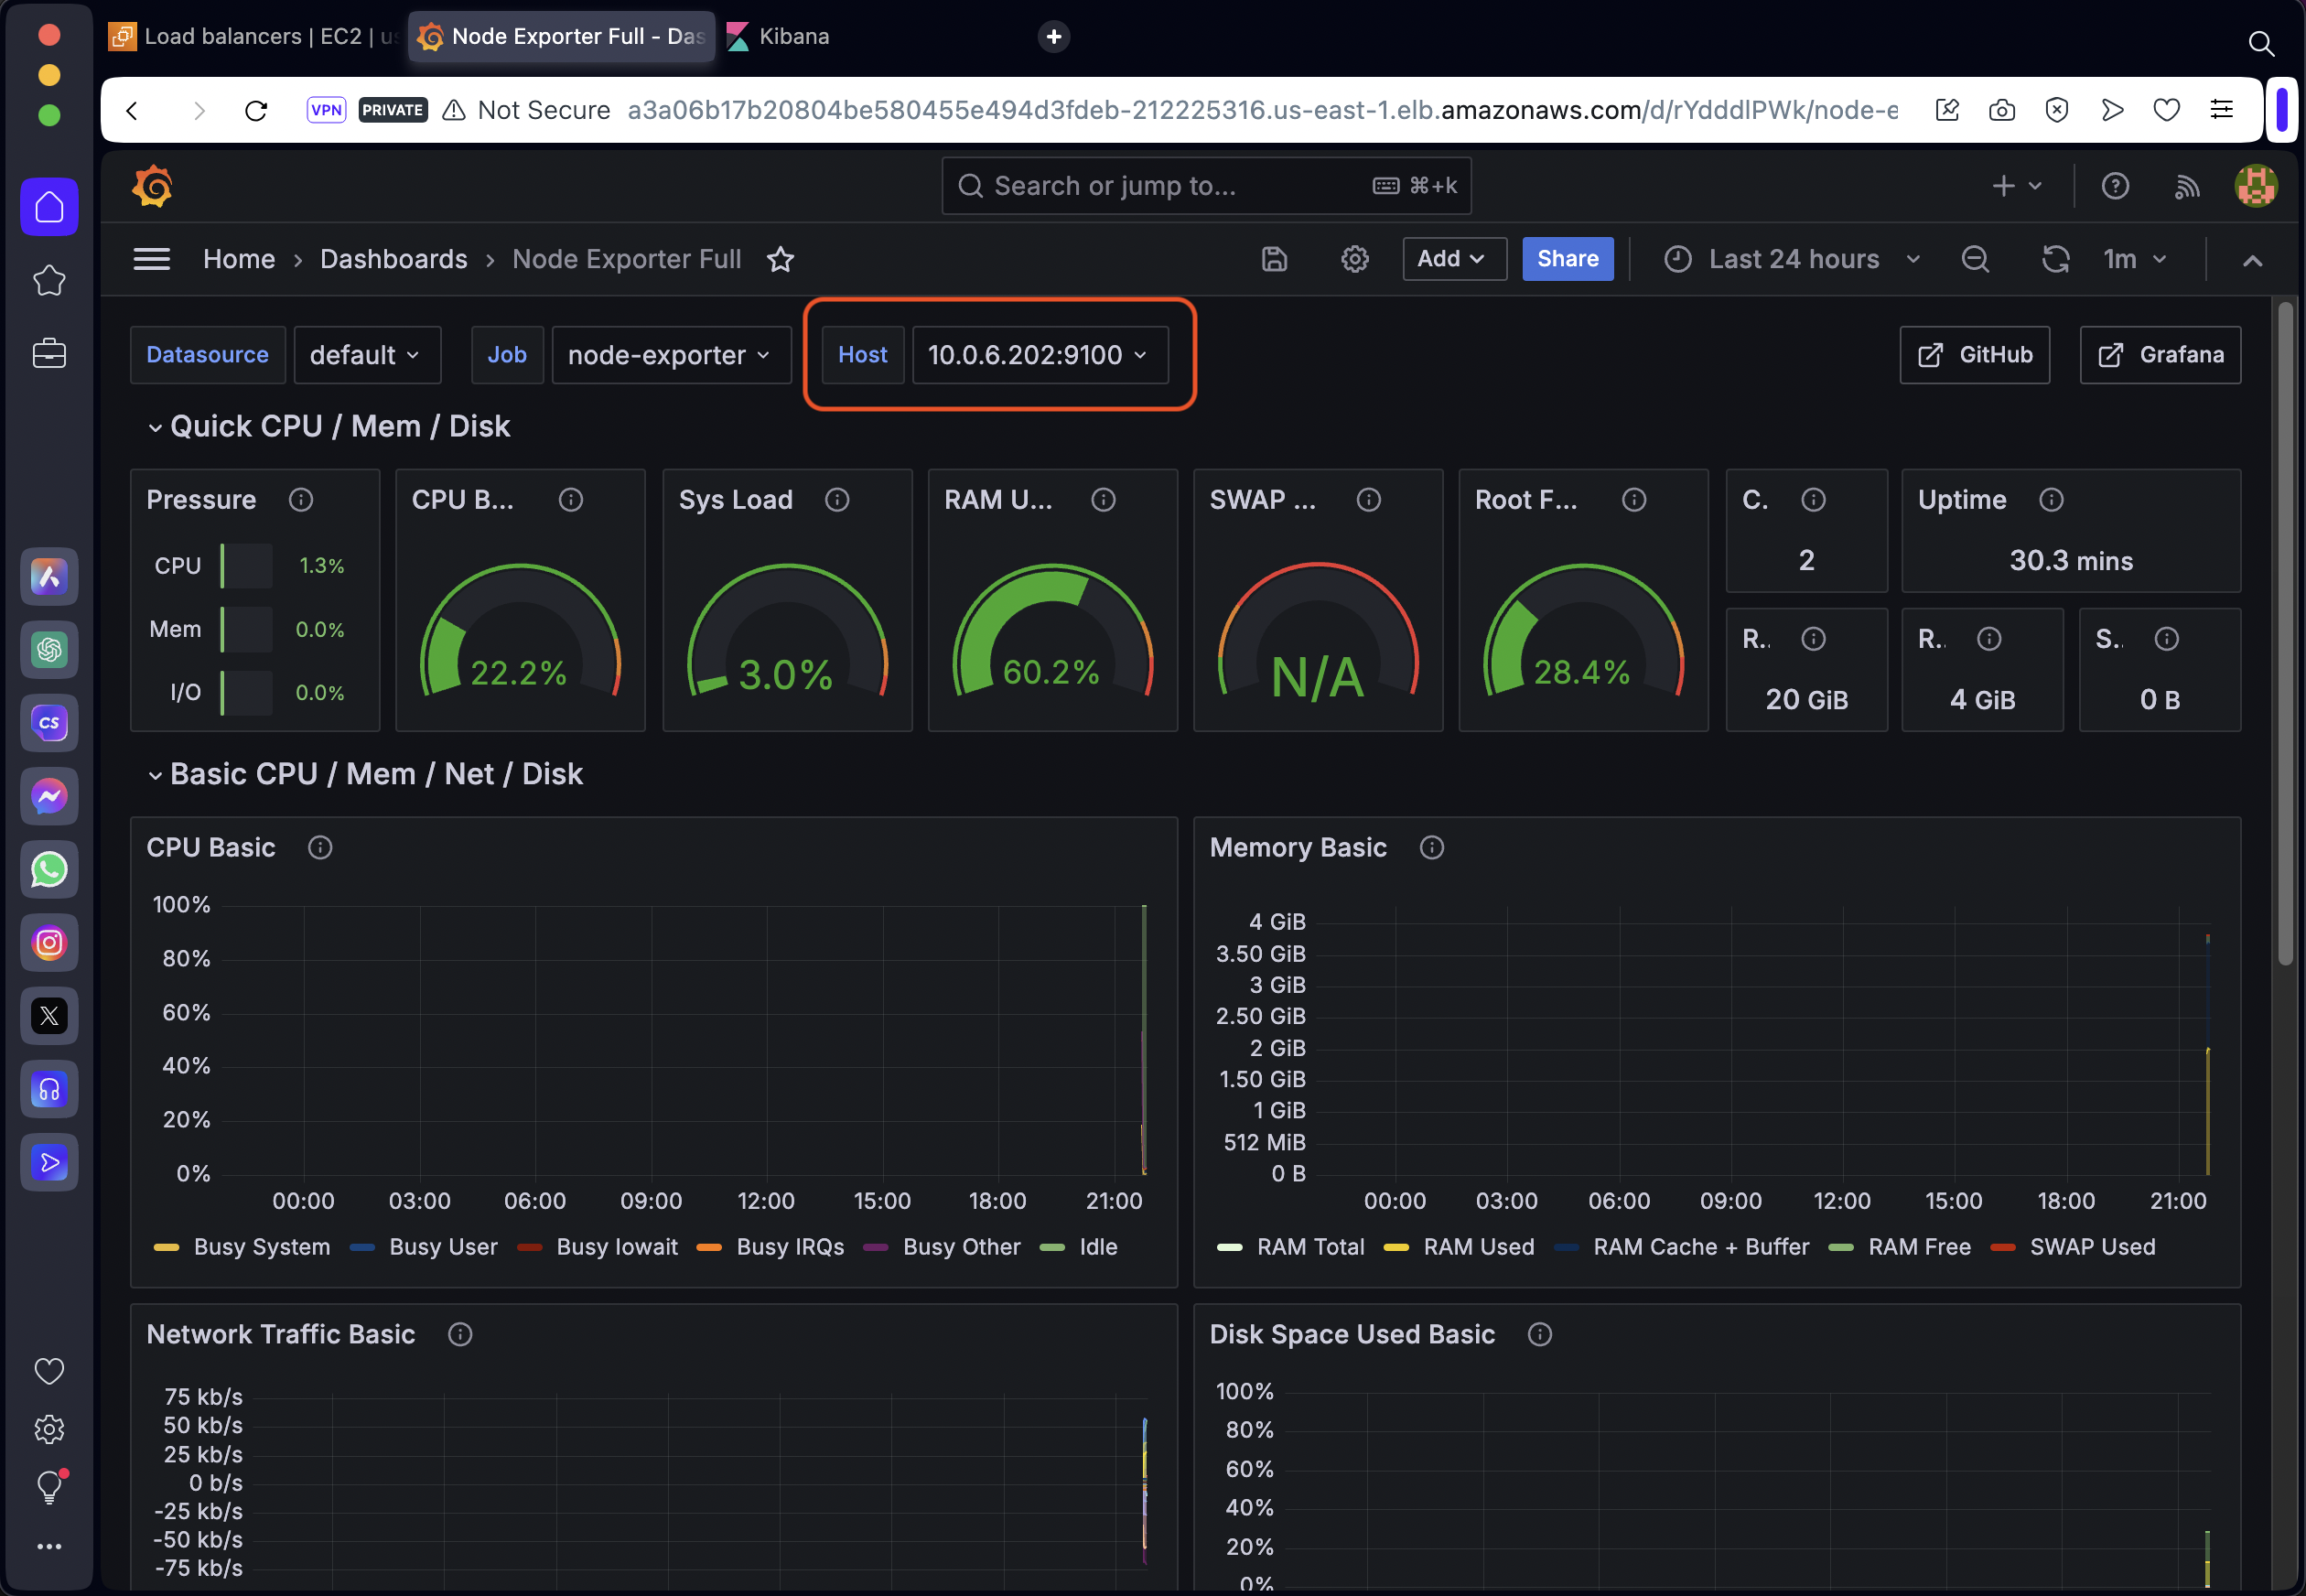 Load balancers | EC2 | us
Node Exporter Full - Das
Kibana
VPN PRIVATE Not Secure a3a06b17b20804be580455e494d3fdeb-212225316.us-east-1.elb.amazonaws.com/d/rYdddlPWk/node-e
Search or jump to... ⌘+k
Home › Dashboards › Node Exporter Full
Add Share Last 24 hours 1m
Datasource default Job node-exporter Host 10.0.6.202:9100 GitHub Grafana
Quick CPU / Mem / Disk
Pressure
CPU 1.3%
Mem 0.0%
I/O 0.0%
CPU B...
22.2%
Sys Load
3.0%
RAM U...
60.2%
SWAP ...
N/A
Root F...
28.4%
C.
2
Uptime
30.3 mins
R..
20 GiB
R..
4 GiB
S..
0 B
Basic CPU / Mem / Net / Disk
CPU Basic
100%
80%
60%
40%
20%
0%
00:00 03:00 06:00 09:00 12:00 15:00 18:00 21:00
Busy System Busy User Busy Iowait Busy IRQs Busy Other Idle
Memory Basic
4 GiB
3.50 GiB
3 GiB
2.50 GiB
2 GiB
1.50 GiB
1 GiB
512 MiB
0 B
00:00 03:00 06:00 09:00 12:00 15:00 18:00 21:00
RAM Total RAM Used RAM Cache + Buffer RAM Free SWAP Used
Network Traffic Basic
75 kb/s
50 kb/s
25 kb/s
0 b/s
-25 kb/s
-50 kb/s
-75 kb/s
Disk Space Used Basic
100%
80%
60%
40%
20%
0%
CS